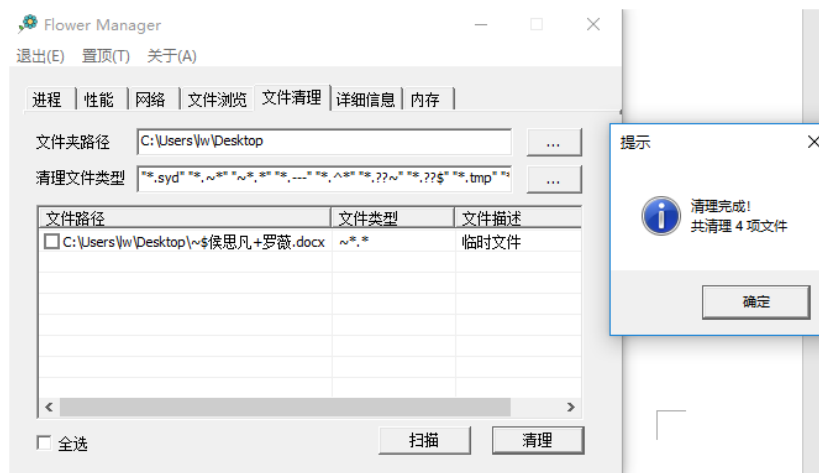 Flower Manager
退出(E) 置顶(T) 关于(A)
进程 性能 网络 文件浏览 文件清理 详细信息 内存
文件夹路径 C:\Users\lw\Desktop ...
清理文件类型 "*.syd" "*.~*" "~*.*" "*.---" "*.^*" "*.??~" "*.??$" "*.tmp" "* ...
文件路径 文件类型 文件描述
C:\Users\lw\Desktop\~$侯思凡+罗薇.docx ~*.* 临时文件
全选 扫描 清理
提示
清理完成!
共清理 4 项文件
确定